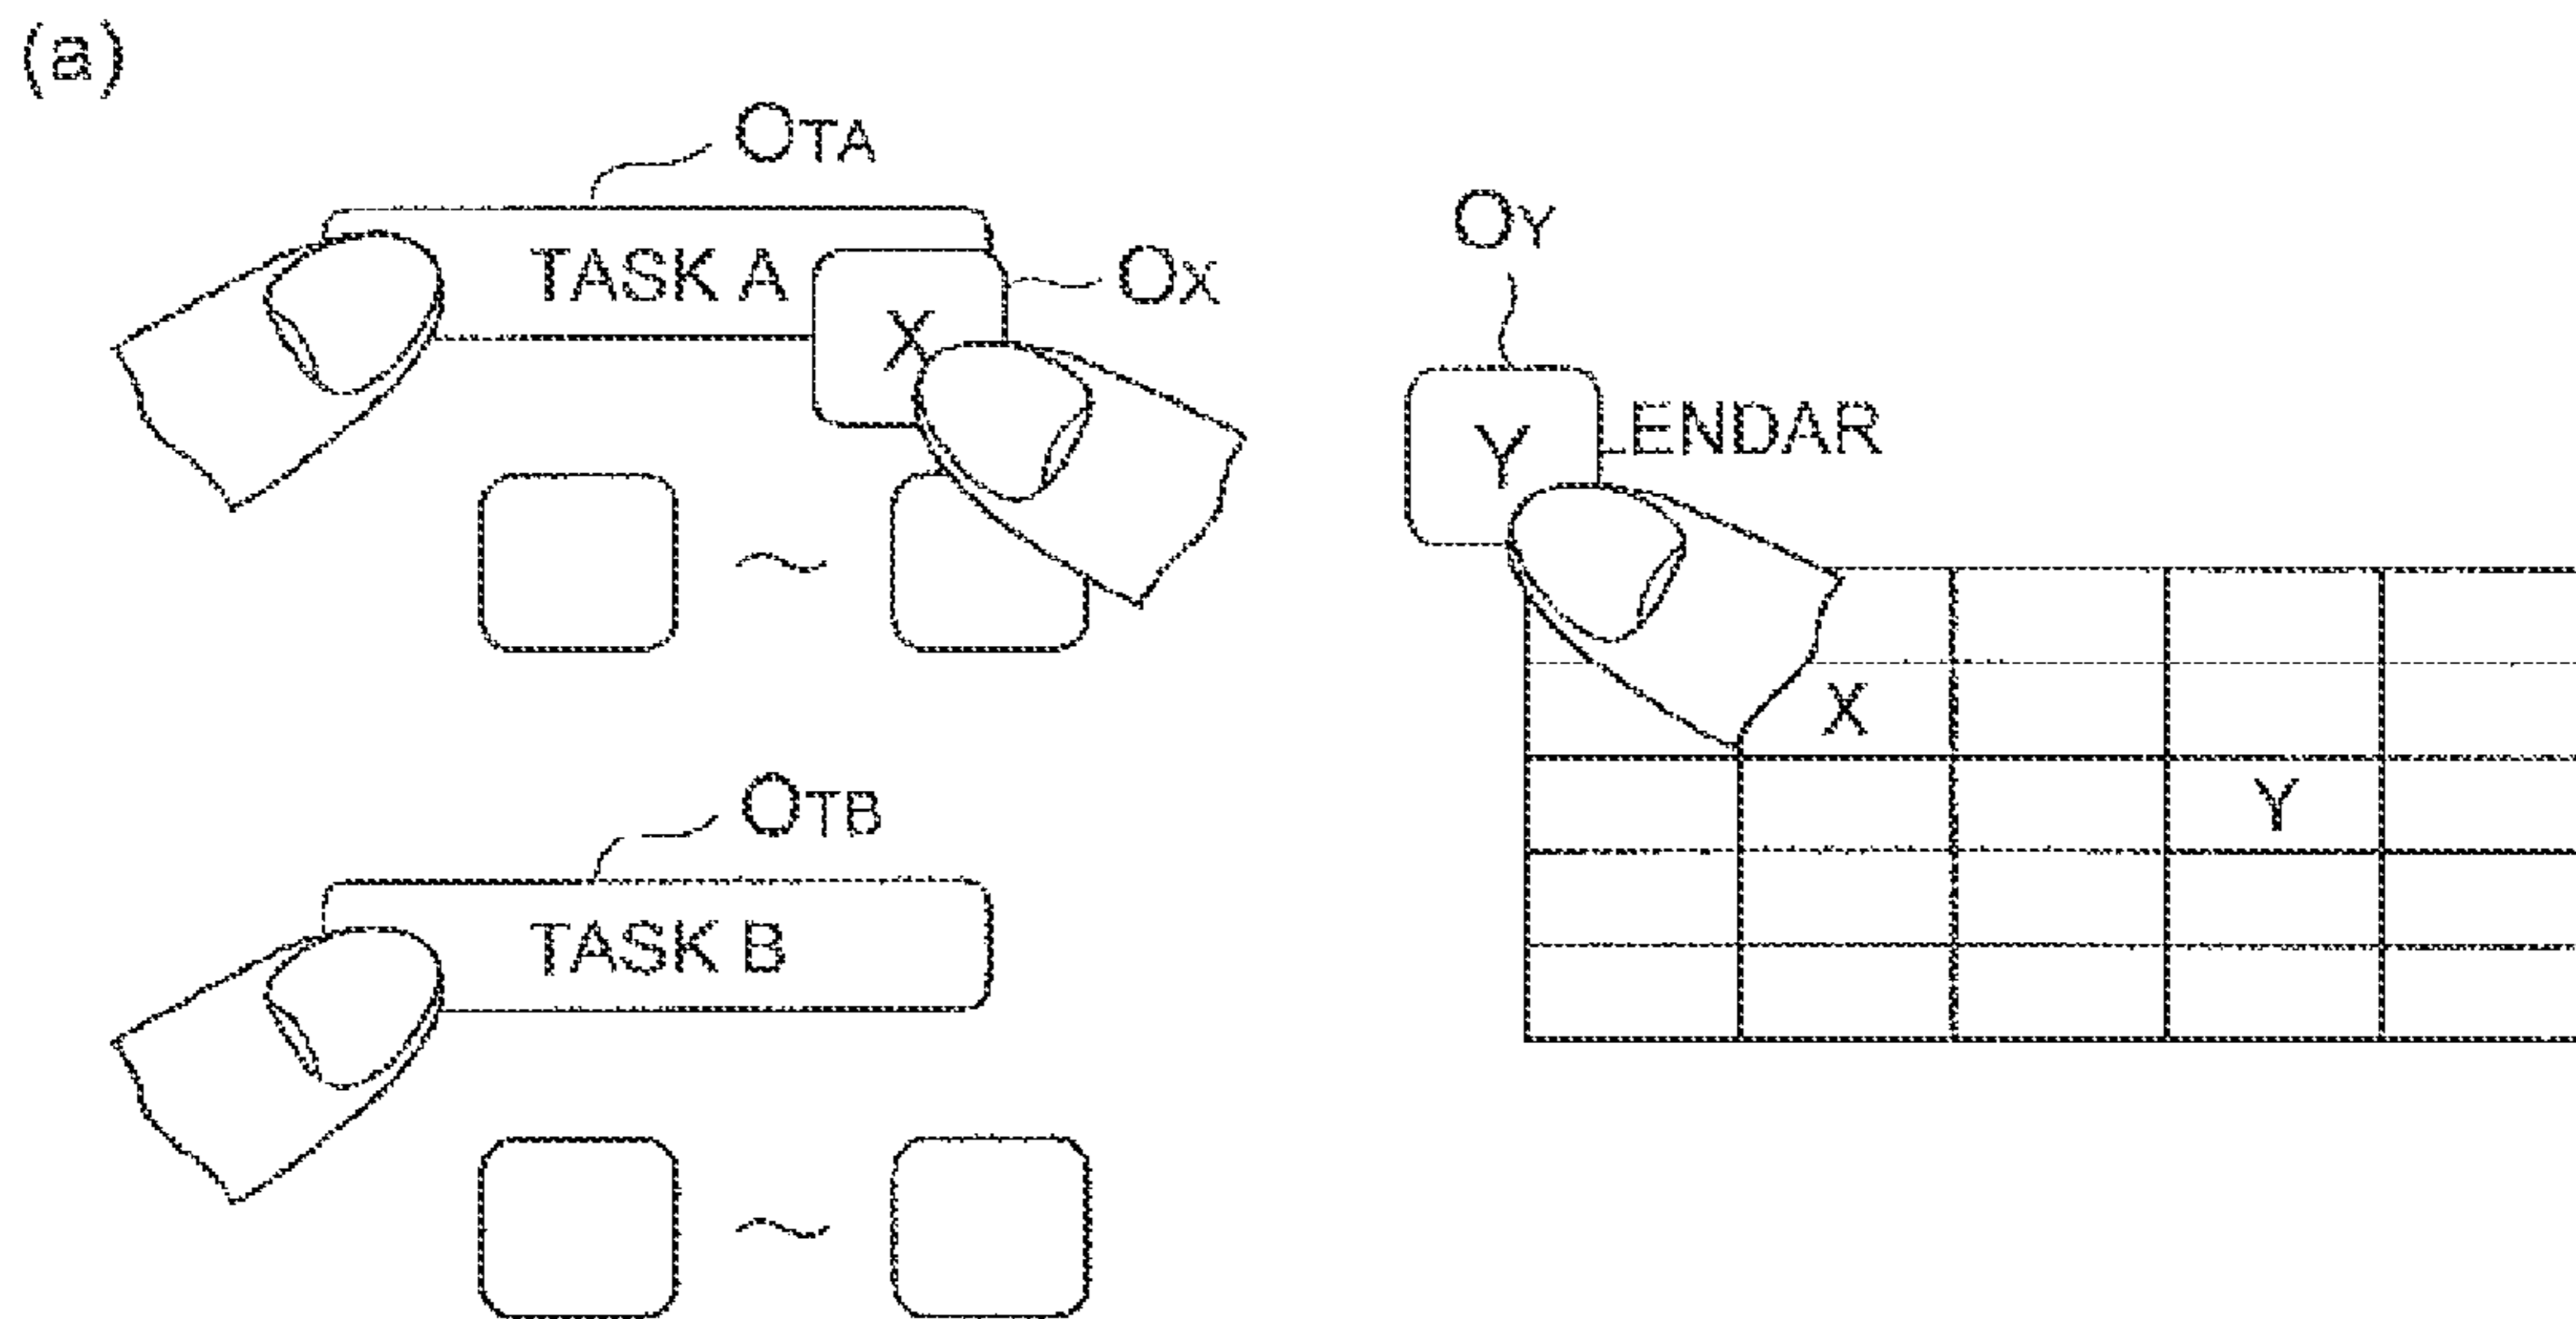 (a)
OTA
TASK A
X
OX
OY
Y
LENDAR
X
Y
OTB
TASK B